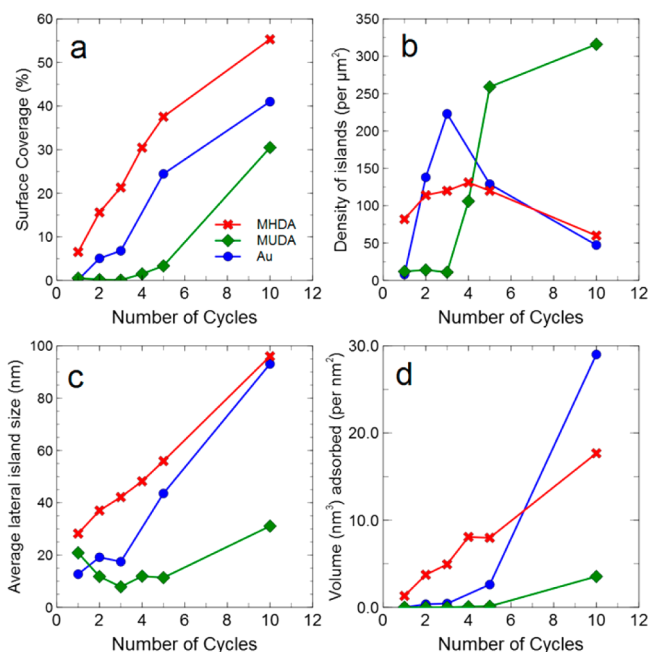 a
Surface Coverage (%)
60
50
40
30
20
10
0
MHDA
MUDA
Au
0 2 4 6 8 10 12
Number of Cycles
b
Density of islands (per μm²)
350
300
250
200
150
100
50
0
0 2 4 6 8 10 12
Number of Cycles
c
Average lateral island size (nm)
100
80
60
40
20
0
0 2 4 6 8 10 12
Number of Cycles
d
Volume (nm³) adsorbed (per nm²)
30.0
20.0
10.0
0.0
0 2 4 6 8 10 12
Number of Cycles